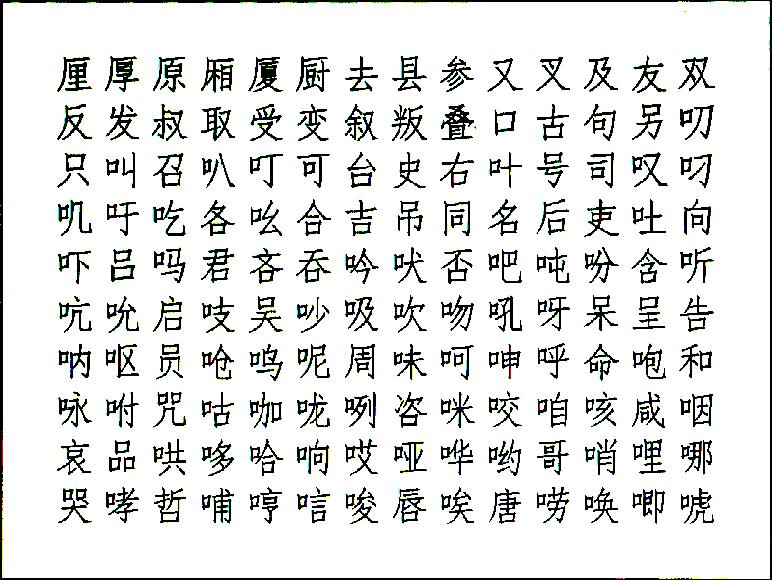 厘厚原厢厦厨去县参又叉及友双
反发叔取受变叙叛叠口古句另叨
只叫召叭叮可台史右叶号司叹叼
叽吁吃各吆合吉吊同名后吏吐向
吓吕吗君吝吞吟吠否吧吨吩含听
吭吮启吱吴吵吸吹吻吼呀呆呈告
呐呕员呛鸣呢周味呵呻呼命咆和
咏咐咒咕咖咙咧咨咪咬咱咳咸咽
哀品哄哆哈响哎哑哗哟哥哨哩哪
哭哮哲哺哼唁唆唇唉唐唠唤唧唬